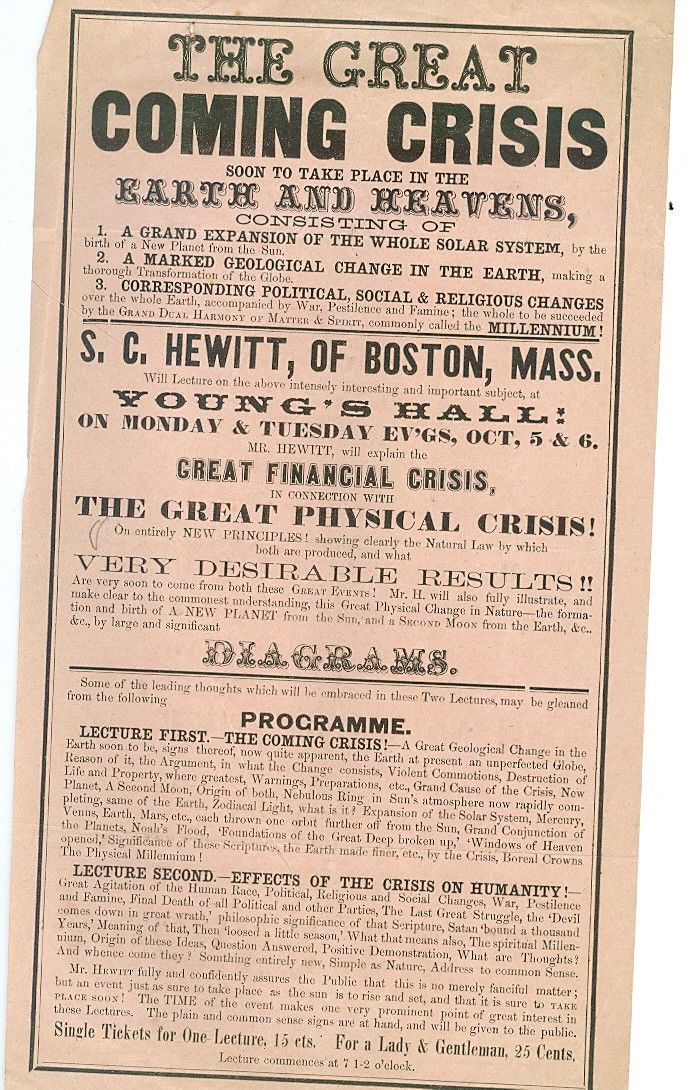 THE GREAT
COMING CRISIS
SOON TO TAKE PLACE IN THE
EARTH AND HEAVENS,
CONSISTING OF
1. A GRAND EXPANSION OF THE WHOLE SOLAR SYSTEM, by the
birth of a New Planet from the Sun.
2. A MARKED GEOLOGICAL CHANGE IN THE EARTH, making a
thorough Transformation of the Globe.
3. CORRESPONDING POLITICAL, SOCIAL & RELIGIOUS CHANGES
over the whole Earth, accompanied by War, Pestilence and Famine; the whole to be succeeded
by the GRAND DUAL HARMONY OF MATTER & SPIRIT, commonly called the MILLENNIUM!
S. C. HEWITT, OF BOSTON, MASS.
Will Lecture on the above intensely interesting and important subject, at
YOUNG'S HALL!
ON MONDAY & TUESDAY EV'GS, OCT, 5 & 6.
MR. HEWITT, will explain the
GREAT FINANCIAL CRISIS,
IN CONNECTION WITH
THE GREAT PHYSICAL CRISIS!
On entirely NEW PRINCIPLES! showing clearly the Natural Law by which
both are produced, and what
VERY DESIRABLE RESULTS!!
Are very soon to come from both these GREAT EVENTS! Mr. H. will also fully illustrate, and
make clear to the commonest understanding, this Great Physical Change in Nature—the forma-
tion and birth of A NEW PLANET from the Sun, and a SECOND MOON from the Earth, &c.,
&c., by large and significant
DIAGRAMS.
Some of the leading thoughts which will be embraced in these Two Lectures, may be gleaned
from the following
PROGRAMME.
LECTURE FIRST.—THE COMING CRISIS!—A Great Geological Change in the
Earth soon to be, signs thereof, now quite apparent, the Earth at present an unperfected Globe,
Reason of it, the Argument, in what the Change consists, Violent Commotions, Destruction of
Life and Property, where greatest, Warnings, Preparations, etc., Grand Cause of the Crisis, New
Planet, A Second Moon, Origin of both, Nebulous Ring in Sun's atmosphere now rapidly com-
pleting, same of the Earth, Zodiacal Light, what is it? Expansion of the Solar System, Mercury,
Venus, Earth, Mars, etc., each thrown one orbit further off from the Sun, Grand Conjunction of
the Planets, Noah's Flood, 'Foundations of the Great Deep broken up,' 'Windows of Heaven
opened,' Significance of these Scriptures, the Earth made finer, etc., by the Crisis, Boreal Crowns
The Physical Millennium!
LECTURE SECOND.—EFFECTS OF THE CRISIS ON HUMANITY!—
Great Agitation of the Human Race, Political, Religious and Social Changes, War, Pestilence
and Famine, Final Death of all Political and other Parties, The Last Great Struggle, the 'Devil
comes down in great wrath,' philosophic significance of that Scripture, Satan 'bound a thousand
Years,' Meaning of that, Then 'loosed a little season,' What that means also, The spiritual Millen-
nium, Origin of these Ideas, Question Answered, Positive Demonstration, What are Thoughts?
And whence come they? Somthing entirely new, Simple as Nature, Address to common Sense.
Mr. HEWITT fully and confidently assures the Public that this is no merely fanciful matter;
but an event just as sure to take place as the sun is to rise and set, and that it is sure to TAKE
PLACE SOON! The TIME of the event makes one very prominent point of great interest in
these Lectures. The plain and common sense signs are at hand, and will be given to the public.
Single Tickets for One Lecture, 15 cts. For a Lady & Gentleman, 25 Cents.
Lecture commences at 7 1-2 o'clock.